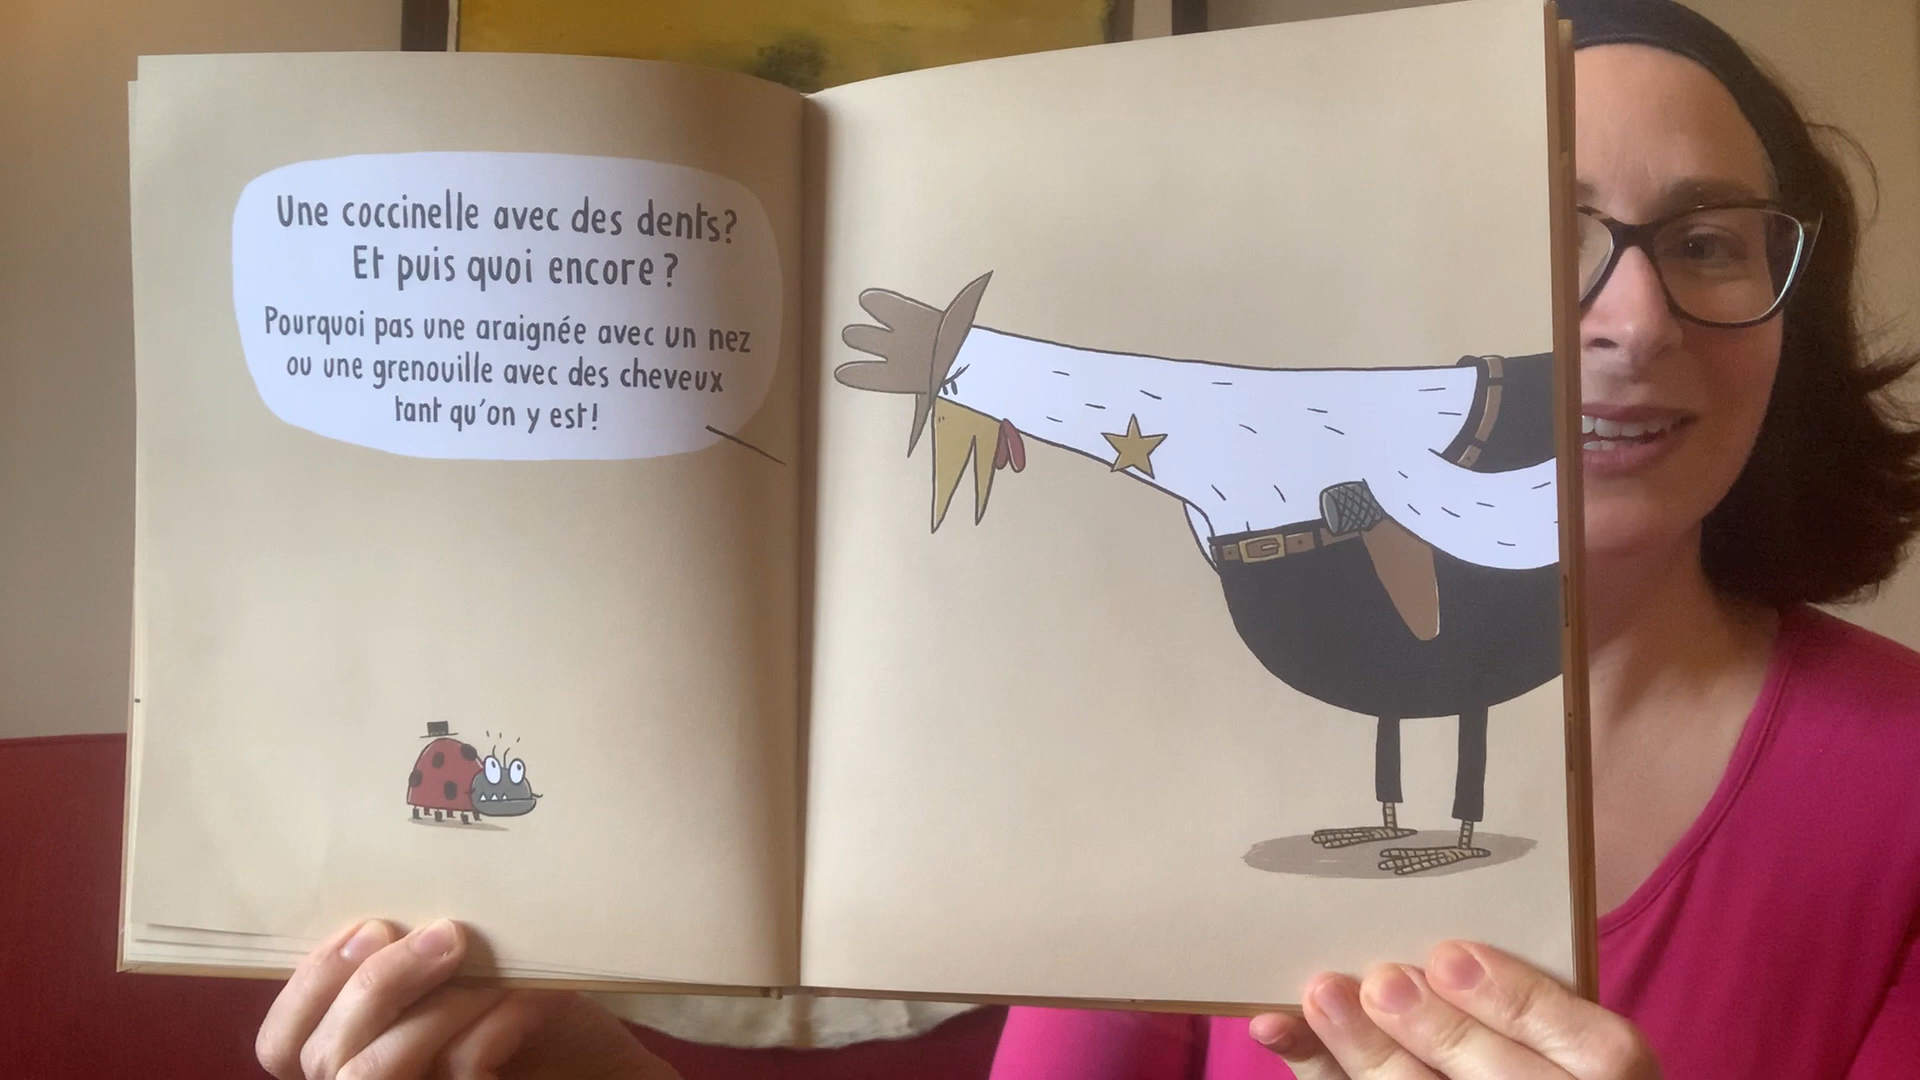 Une coccinelle avec des dents?
Et puis quoi encore?
Pourquoi pas une araignée avec un nez
ou une grenouille avec des cheveux
tant qu'on y est!